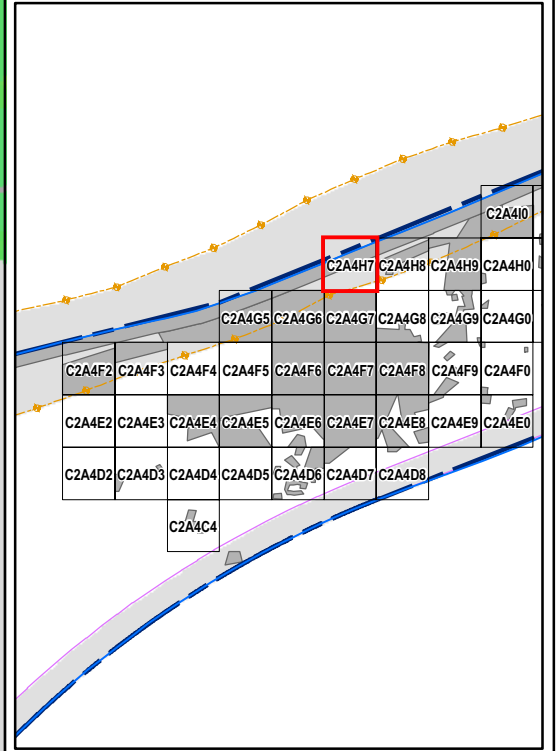 C2A4I0
C2A4H7 C2A4H8 C2A4H9 C2A4H0
C2A4G5 C2A4G6 C2A4G7 C2A4G8 C2A4G9 C2A4G0
C2A4F2 C2A4F3 C2A4F4 C2A4F5 C2A4F6 C2A4F7 C2A4F8 C2A4F9 C2A4F0
C2A4E2 C2A4E3 C2A4E4 C2A4E5 C2A4E6 C2A4E7 C2A4E8 C2A4E9 C2A4E0
C2A4D2 C2A4D3 C2A4D4 C2A4D5 C2A4D6 C2A4D7 C2A4D8
C2A4C4